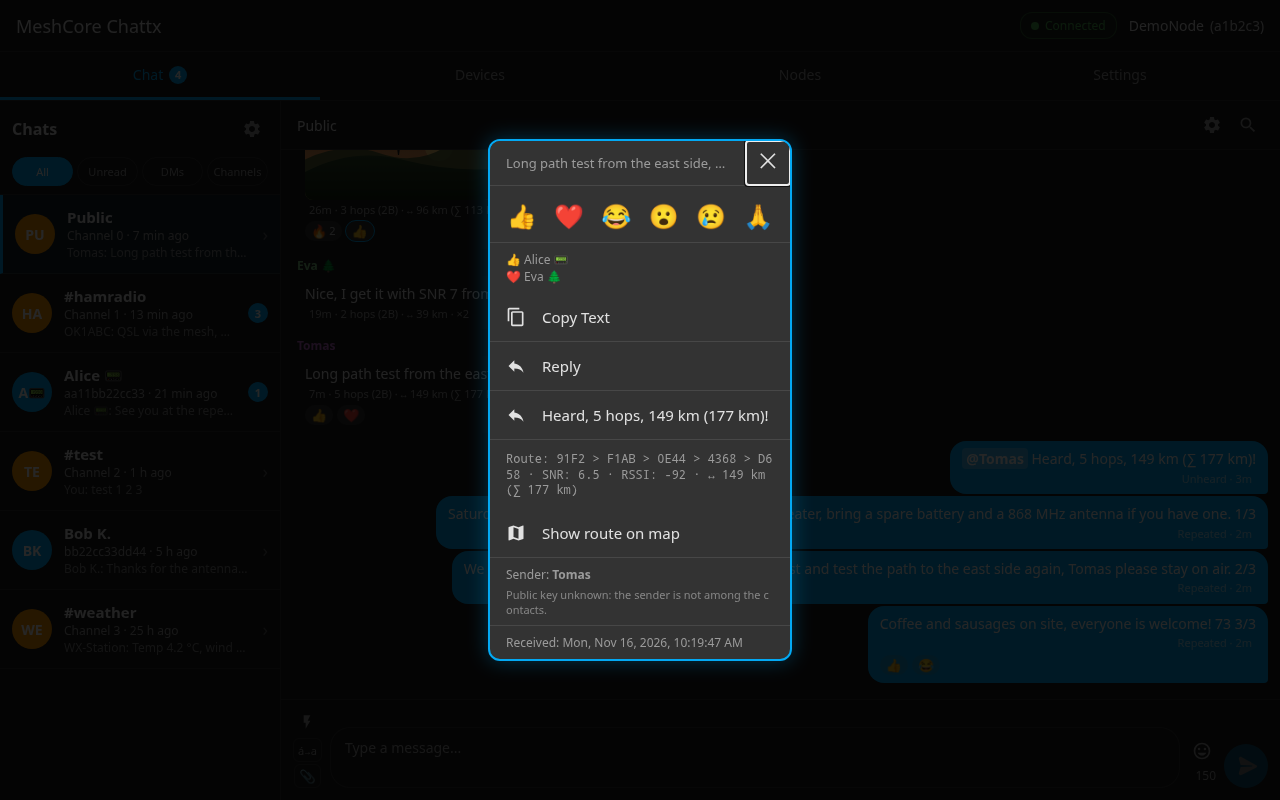 MeshCore Chattx
Connected
DemoNode (a1b2c3)
Chat 4
Devices
Nodes
Settings
Chats
All
Unread
DMs
Channels
PU
Public
Channel 0 · 7 min ago
Tomas: Long path test from th...
HA
#hamradio
Channel 1 · 13 min ago
OK1ABC: QSL via the mesh, ...
3
A📟
Alice 📟
aa11bb22cc33 · 21 min ago
Alice 📟: See you at the repe...
1
TE
#test
Channel 2 · 1 h ago
You: test 1 2 3
BK
Bob K.
bb22cc33dd44 · 5 h ago
Bob K.: Thanks for the antenna...
WE
#weather
Channel 3 · 25 h ago
WX-Station: Temp 4.2 °C, wind ...
Public
26m · 3 hops (2B) · ↔ 96 km (∑ 113
🔥 2 👍
Eva 🌲
Nice, I get it with SNR 7 from
19m · 2 hops (2B) · ↔ 39 km · ×2
Tomas
Long path test from the eas
7m · 5 hops (2B) · ↔ 149 km (∑ 177
👍 ❤️
@Tomas Heard, 5 hops, 149 km (∑ 177 km)!
Unheard · 3m
Saturd
ater, bring a spare battery and a 868 MHz antenna if you have one. 1/3
Repeated · 2m
We
st and test the path to the east side again, Tomas please stay on air. 2/3
Repeated · 2m
Coffee and sausages on site, everyone is welcome! 73 3/3
Repeated · 2m
👍 😂
Type a message...
150
Long path test from the east side, ...
👍 ❤️ 😂 😮 😢 🙏
👍 Alice 📟
❤️ Eva 🌲
Copy Text
Reply
Heard, 5 hops, 149 km (177 km)!
Route: 91F2 > F1AB > 0E44 > 4368 > D6
58 · SNR: 6.5 · RSSI: -92 · ↔ 149 km
(∑ 177 km)
Show route on map
Sender: Tomas
Public key unknown: the sender is not among the c
ontacts.
Received: Mon, Nov 16, 2026, 10:19:47 AM